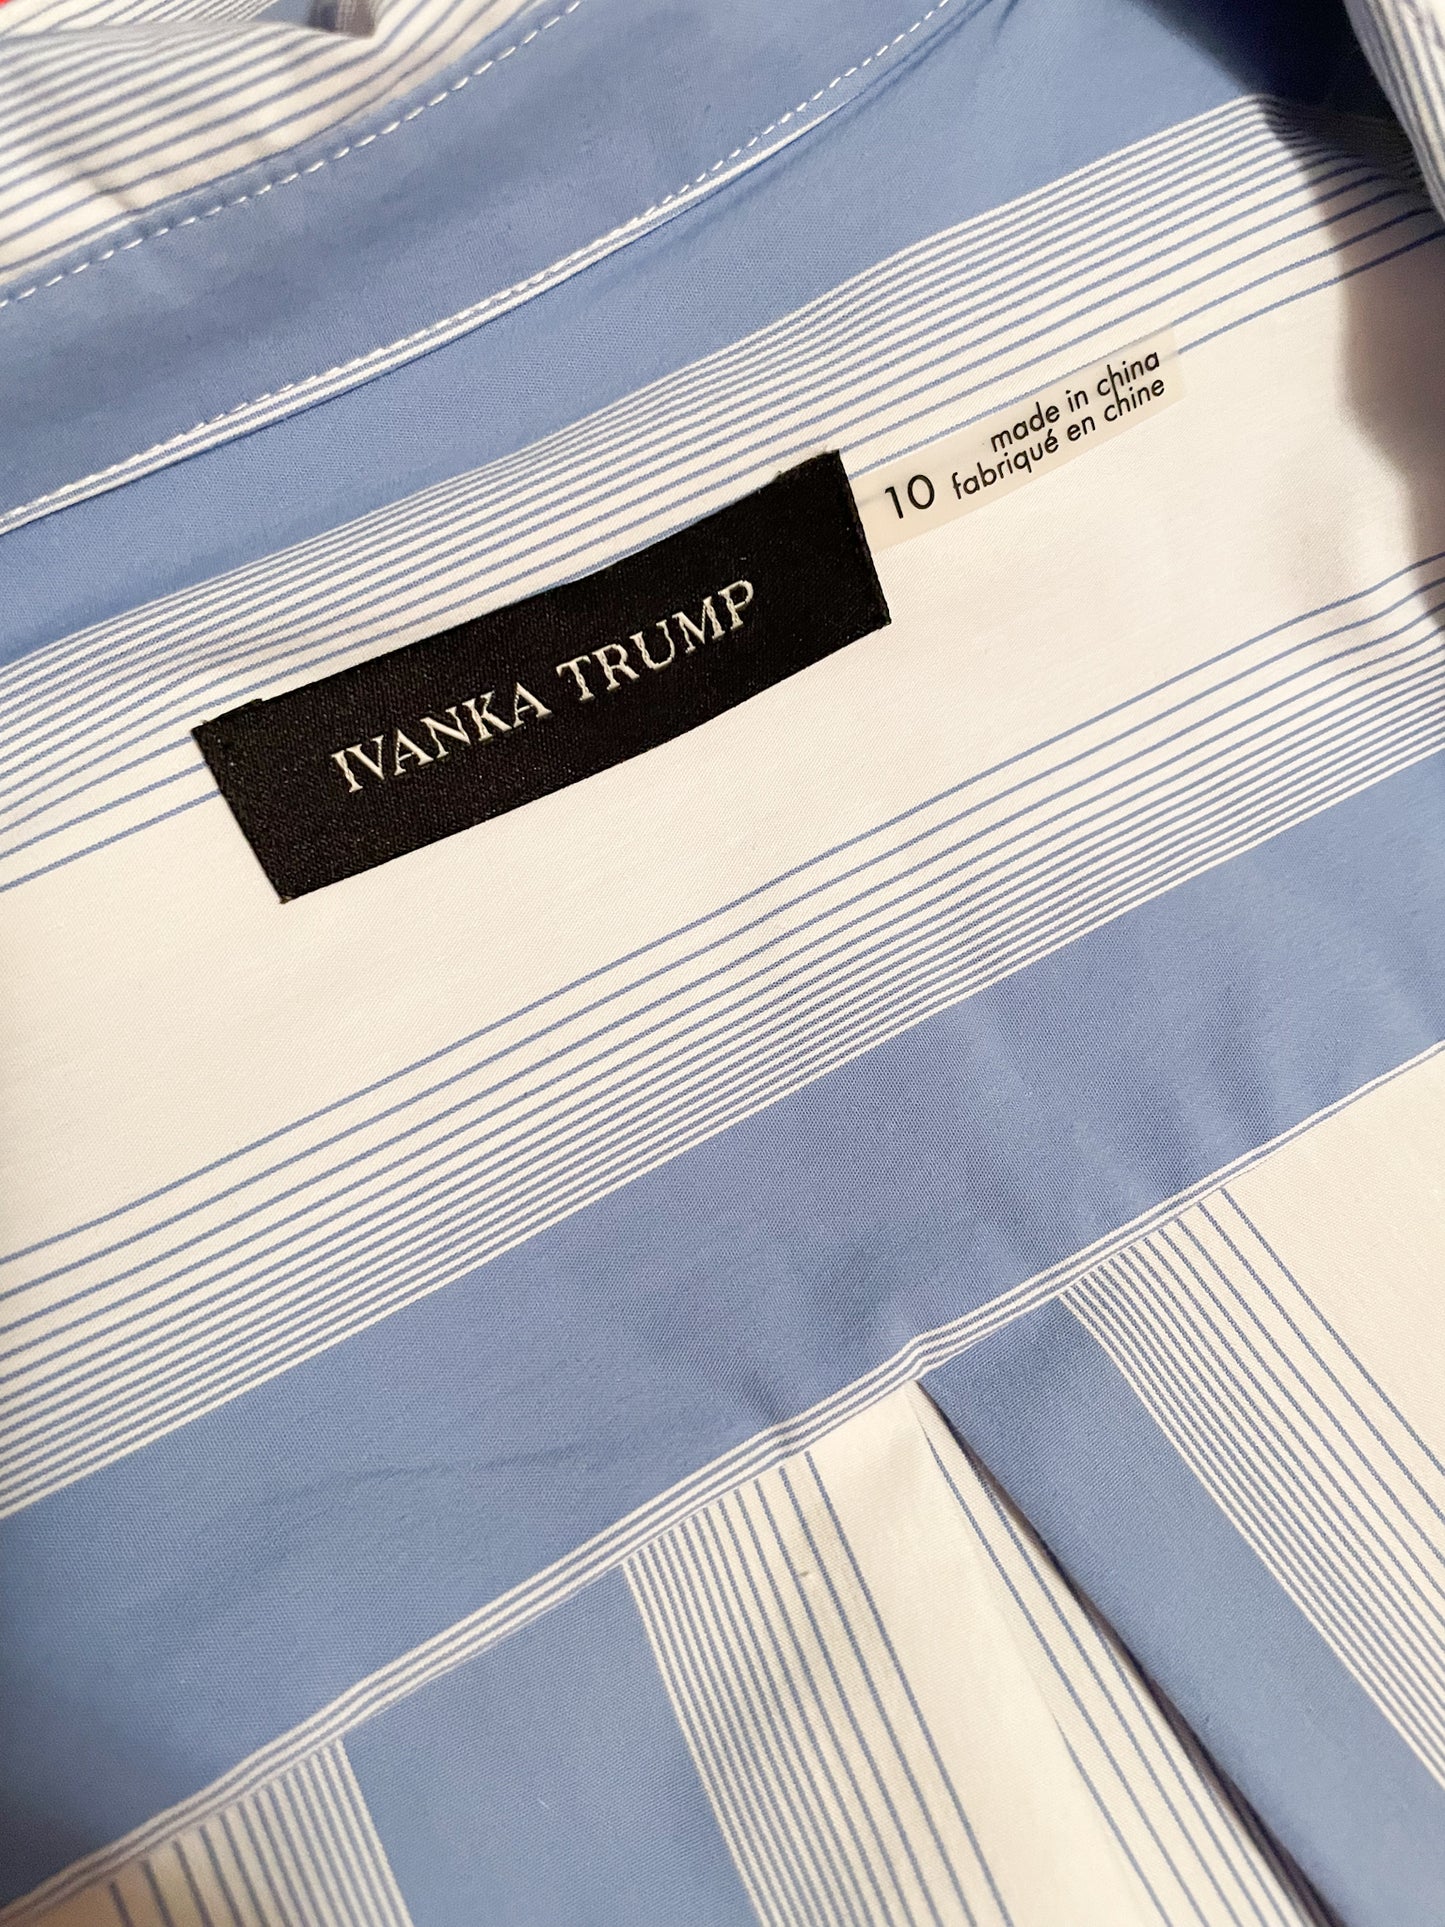 IVANKA TRUMP
10
made in china
fabriqué en chine